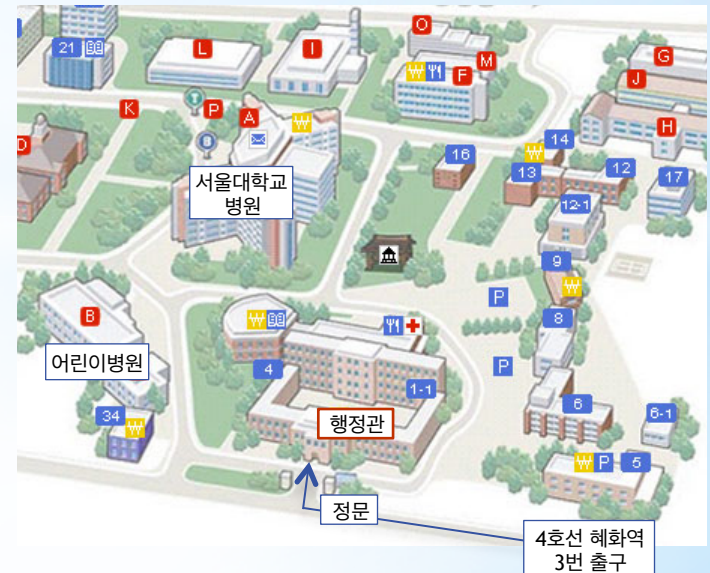 O
L
I
M
G
21
F
J
P
K
A
H
14
D
16
13
12
17
서울대학교
병원
12-1
9
P
B
8
P
어린이병원
4
1-1
34
행정관
6
6-1
P
5
정문
4호선 혜화역
3번 출구